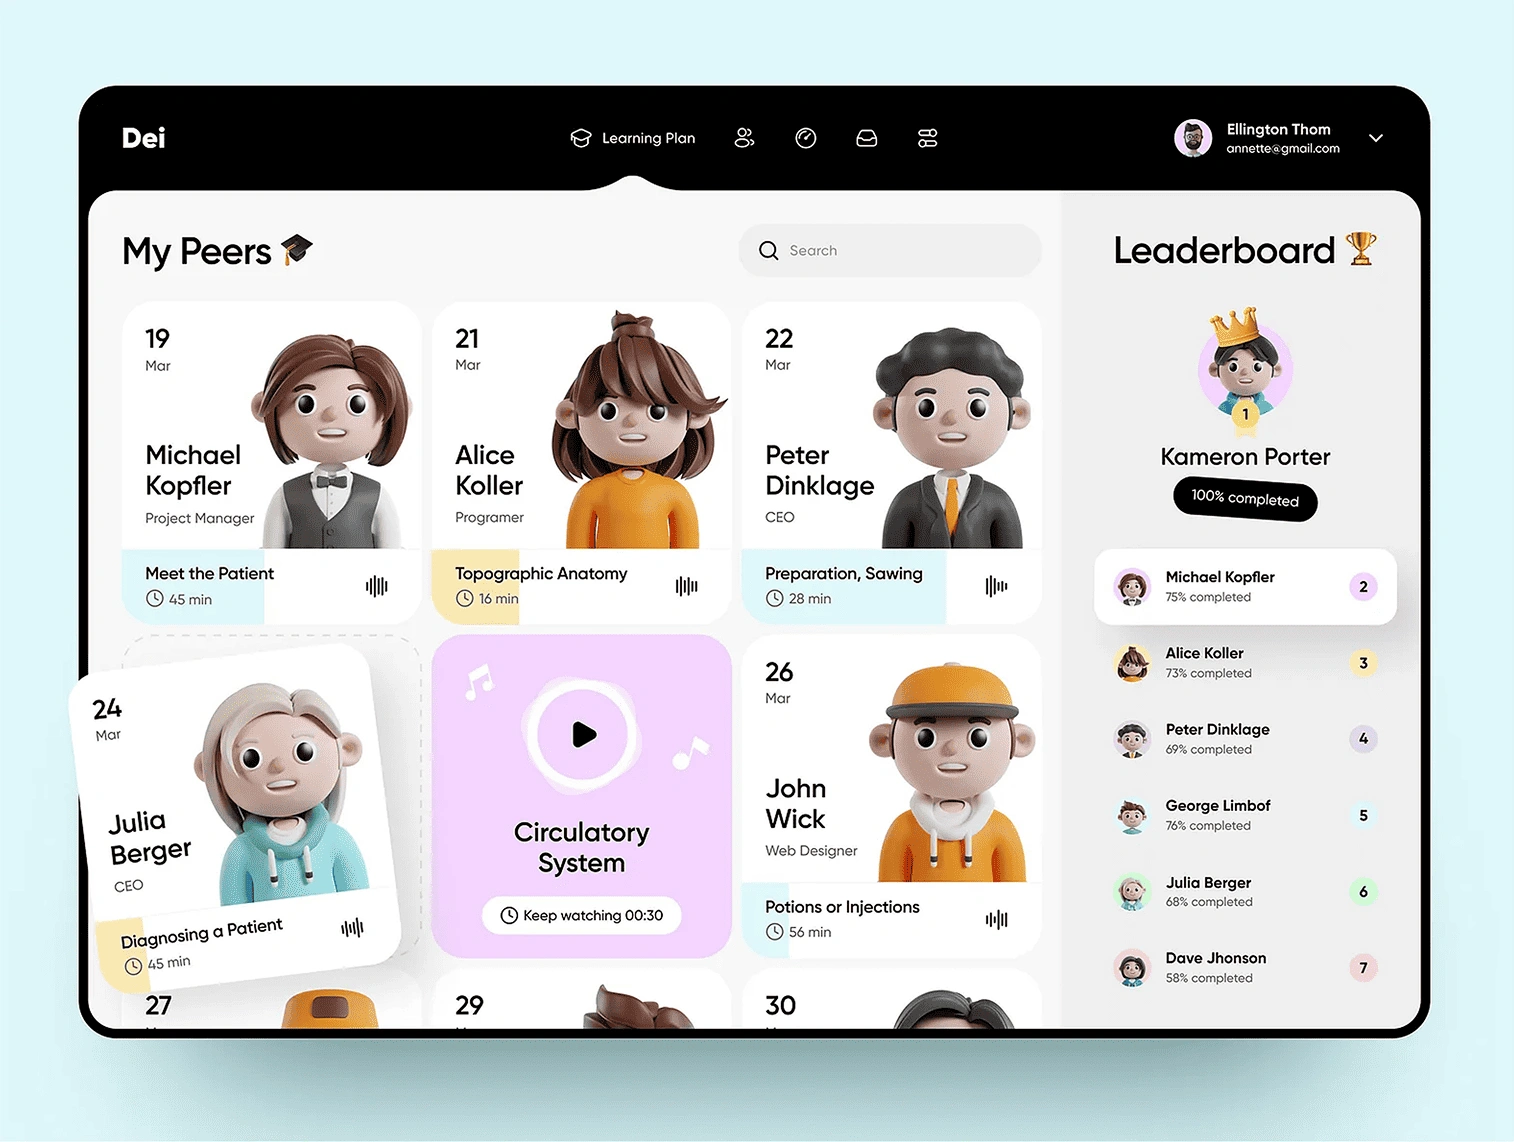 Dei
Learning Plan
Ellington Thom
annette@gmail.com
My Peers
Search
19
Mar
Michael
Kopfler
Project Manager
Meet the Patient
45 min
21
Mar
Alice
Koller
Programer
Topographic Anatomy
16 min
22
Mar
Peter
Dinklage
CEO
Preparation, Sawing
28 min
24
Mar
Julia
Berger
CEO
Diagnosing a Patient
45 min
Circulatory
System
Keep watching 00:30
26
Mar
John
Wick
Web Designer
Potions or Injections
56 min
27
29
30
Leaderboard
1
Kameron Porter
100% completed
Michael Kopfler
75% completed
2
Alice Koller
73% completed
3
Peter Dinklage
69% completed
4
George Limbof
76% completed
5
Julia Berger
68% completed
6
Dave Jhonson
58% completed
7